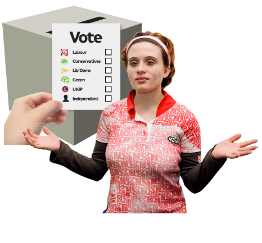 Vote
Labour
Conservatives
Lib Dems
Green
UKIP
Independent